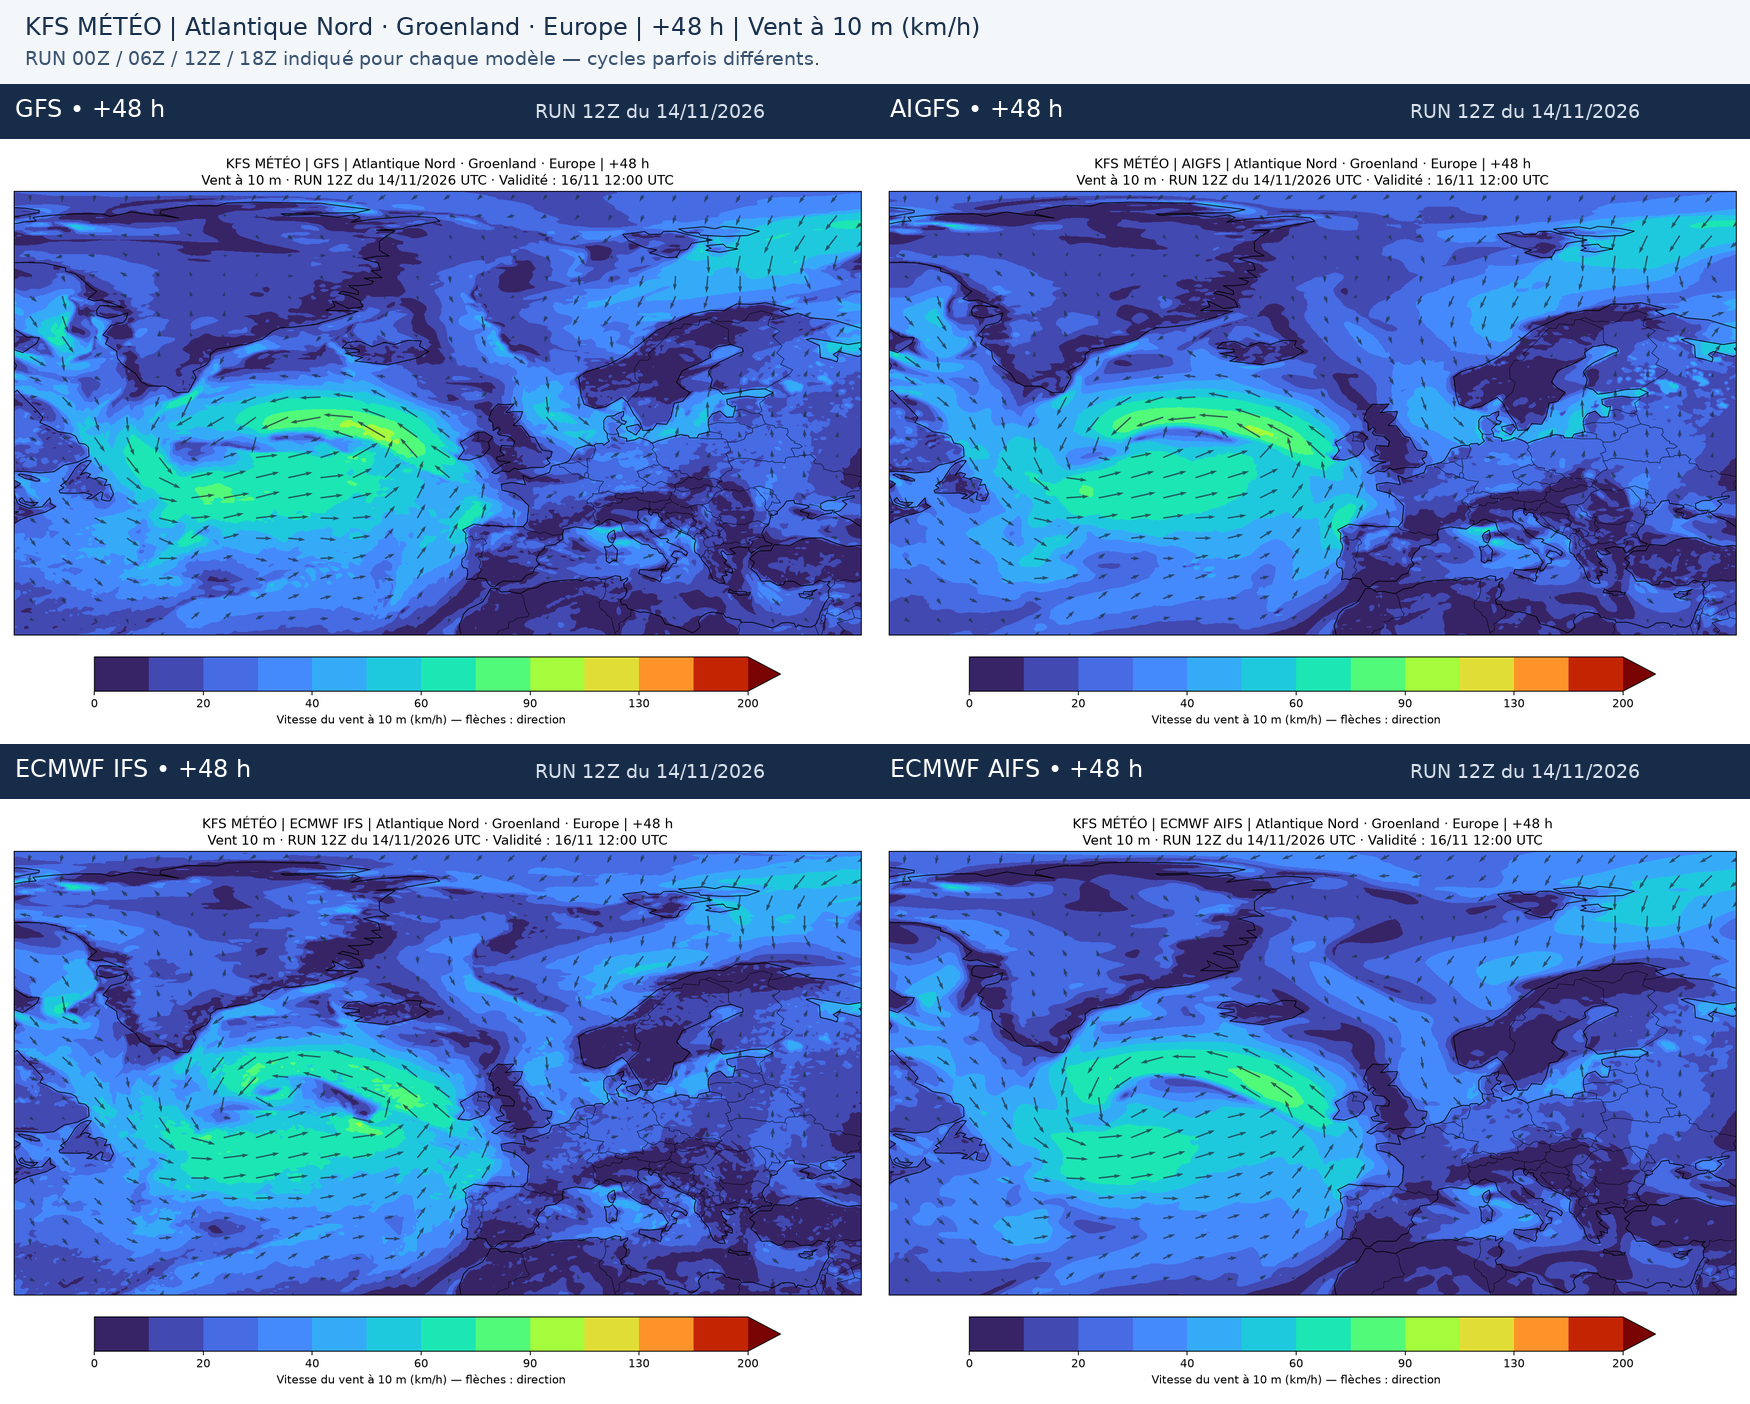 KFS MÉTÉO | Atlantique Nord · Groenland · Europe | +48 h | Vent à 10 m (km/h)
RUN 00Z / 06Z / 12Z / 18Z indiqué pour chaque modèle — cycles parfois différents.
GFS • +48 h
RUN 12Z du 14/11/2026
KFS MÉTÉO | GFS | Atlantique Nord · Groenland · Europe | +48 h
Vent à 10 m · RUN 12Z du 14/11/2026 UTC · Validité : 16/11 12:00 UTC
0 20 40 60 90 130 200
Vitesse du vent à 10 m (km/h) — flèches : direction
AIGFS • +48 h
RUN 12Z du 14/11/2026
KFS MÉTÉO | AIGFS | Atlantique Nord · Groenland · Europe | +48 h
Vent à 10 m · RUN 12Z du 14/11/2026 UTC · Validité : 16/11 12:00 UTC
0 20 40 60 90 130 200
Vitesse du vent à 10 m (km/h) — flèches : direction
ECMWF IFS • +48 h
RUN 12Z du 14/11/2026
KFS MÉTÉO | ECMWF IFS | Atlantique Nord · Groenland · Europe | +48 h
Vent 10 m · RUN 12Z du 14/11/2026 UTC · Validité : 16/11 12:00 UTC
0 20 40 60 90 130 200
Vitesse du vent à 10 m (km/h) — flèches : direction
ECMWF AIFS • +48 h
RUN 12Z du 14/11/2026
KFS MÉTÉO | ECMWF AIFS | Atlantique Nord · Groenland · Europe | +48 h
Vent 10 m · RUN 12Z du 14/11/2026 UTC · Validité : 16/11 12:00 UTC
0 20 40 60 90 130 200
Vitesse du vent à 10 m (km/h) — flèches : direction